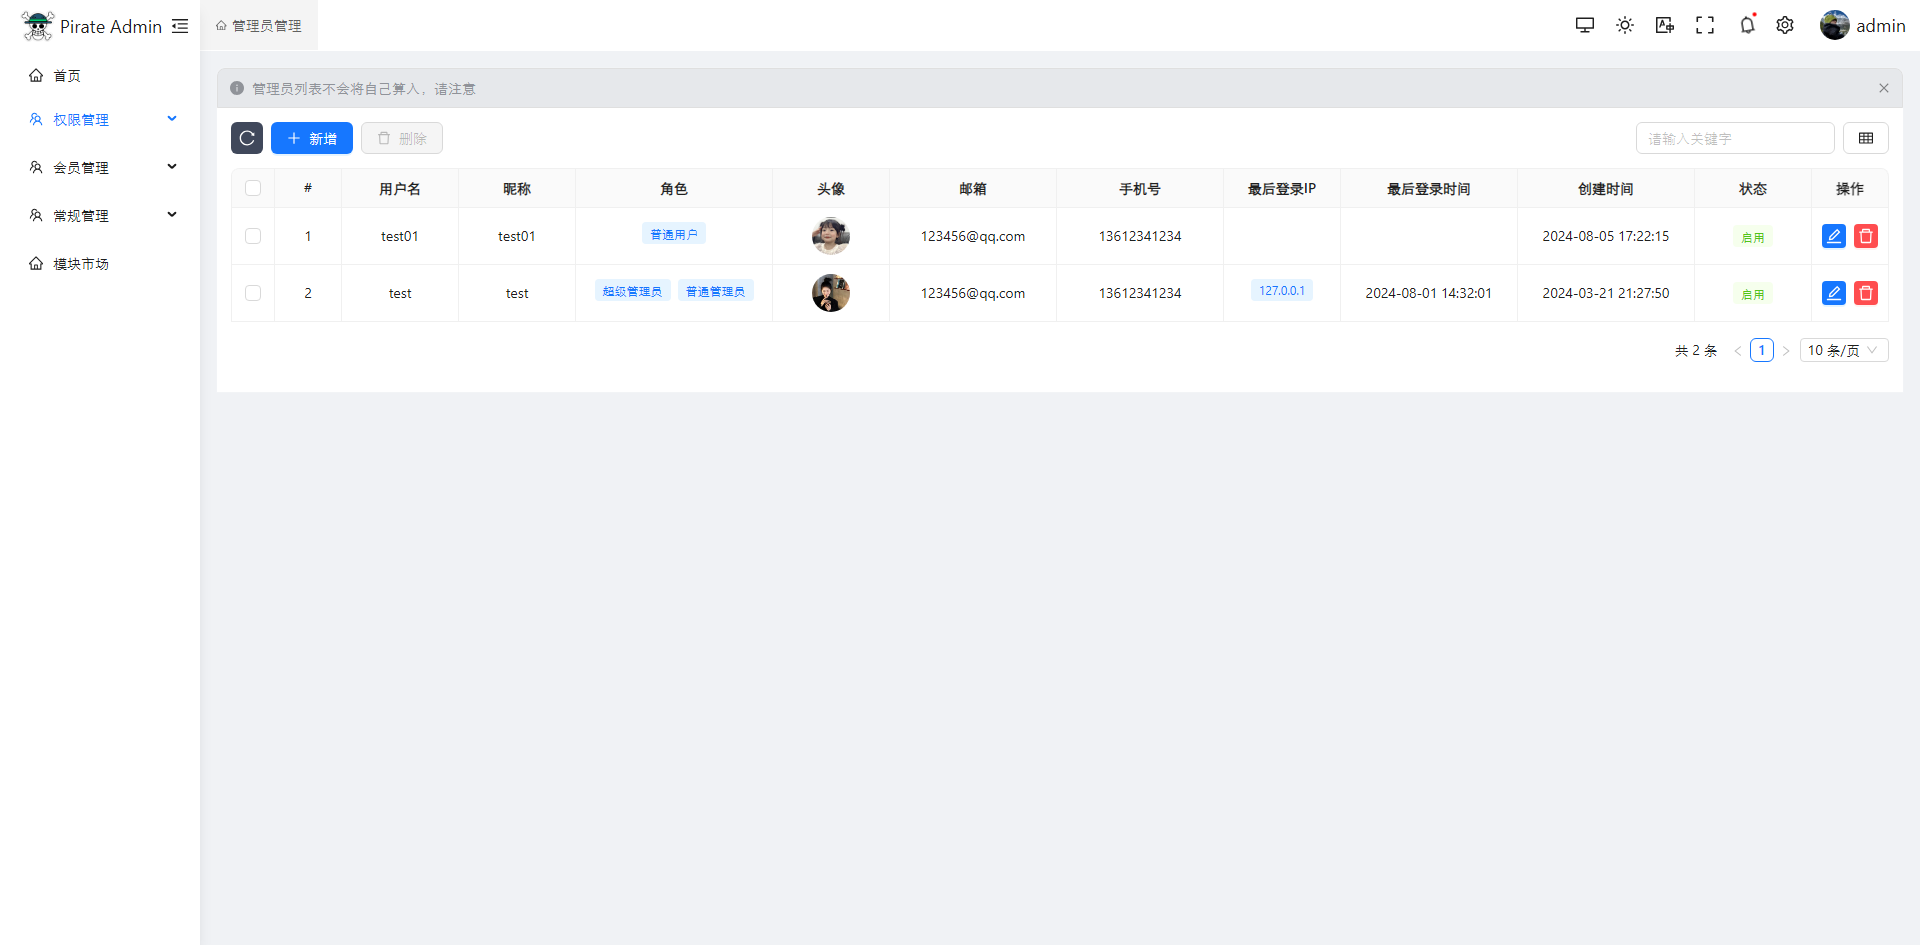 Pirate Admin
管理员管理
admin
首页
权限管理
会员管理
常规管理
模块市场
管理员列表不会将自己算入，请注意
新增 删除 请输入关键字
# 用户名 昵称 角色 头像 邮箱 手机号 最后登录IP 最后登录时间 创建时间 状态 操作
1 test01 test01 普通用户 123456@qq.com 13612341234 2024-08-05 17:22:15 启用
2 test test 超级管理员 普通管理员 123456@qq.com 13612341234 127.0.0.1 2024-08-01 14:32:01 2024-03-21 21:27:50 启用
共 2 条 1 10 条/页